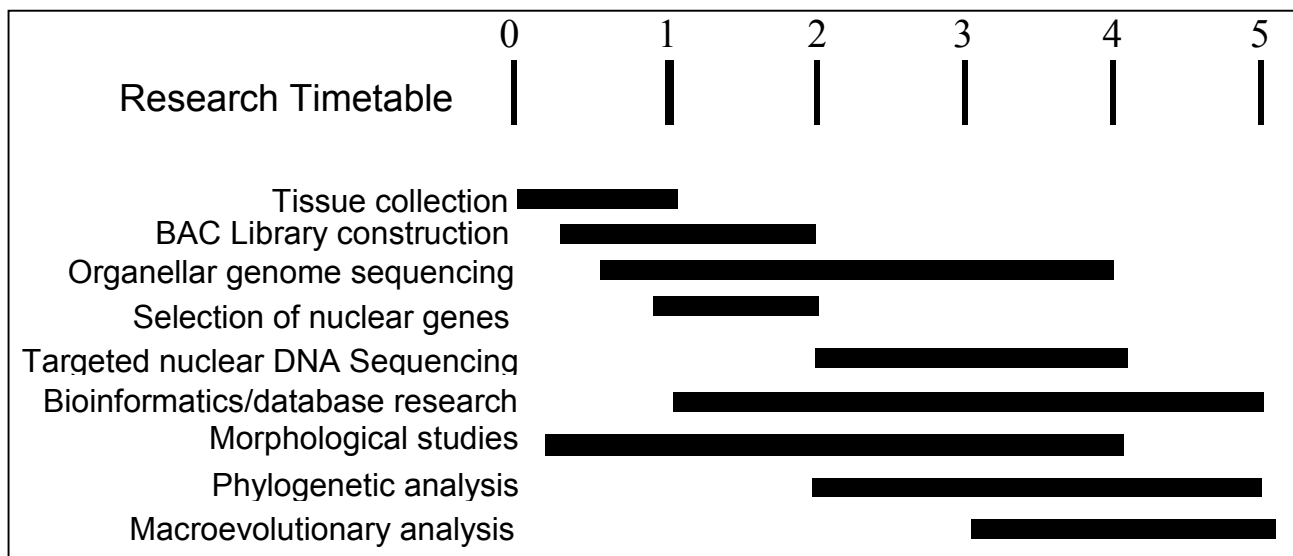 0 1 2 3 4 5
Research Timetable
Tissue collection
BAC Library construction
Organellar genome sequencing
Selection of nuclear genes
Targeted nuclear DNA Sequencing
Bioinformatics/database research
Morphological studies
Phylogenetic analysis
Macroevolutionary analysis